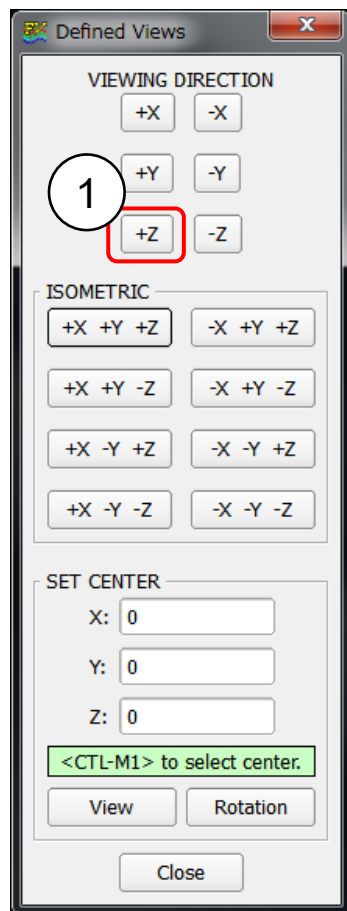 Defined Views
VIEWING DIRECTION
+X -X
+Y -Y
1
+Z -Z
ISOMETRIC
+X +Y +Z -X +Y +Z
+X +Y -Z -X +Y -Z
+X -Y +Z -X -Y +Z
+X -Y -Z -X -Y -Z
SET CENTER
X: 0
Y: 0
Z: 0
<CTL-M1> to select center.
View Rotation
Close